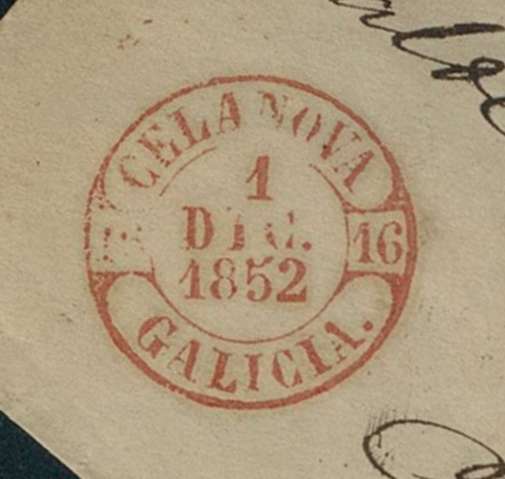 CELANOVA
1
DIC.
1852
16
GALICIA.